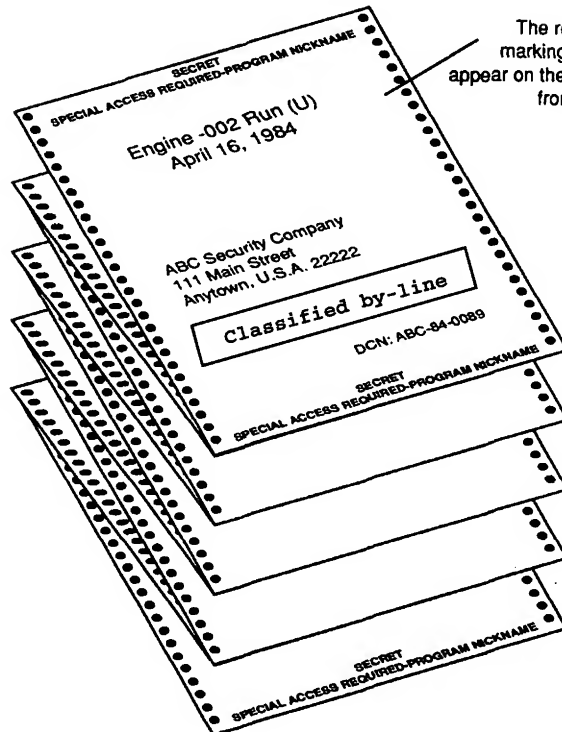 The re
marking
appear on the
fron
SECRET
SPECIAL ACCESS REQUIRED-PROGRAM NICKNAME
Engine -002 Run (U)
April 16, 1984
ABC Security Company
111 Main Street
Anytown, U.S.A. 22222
Classified by-line
DCN: ABC-84-0089
SECRET
SPECIAL ACCESS REQUIRED-PROGRAM NICKNAME
SECRET
SPECIAL ACCESS REQUIRED-PROGRAM NICKNAME